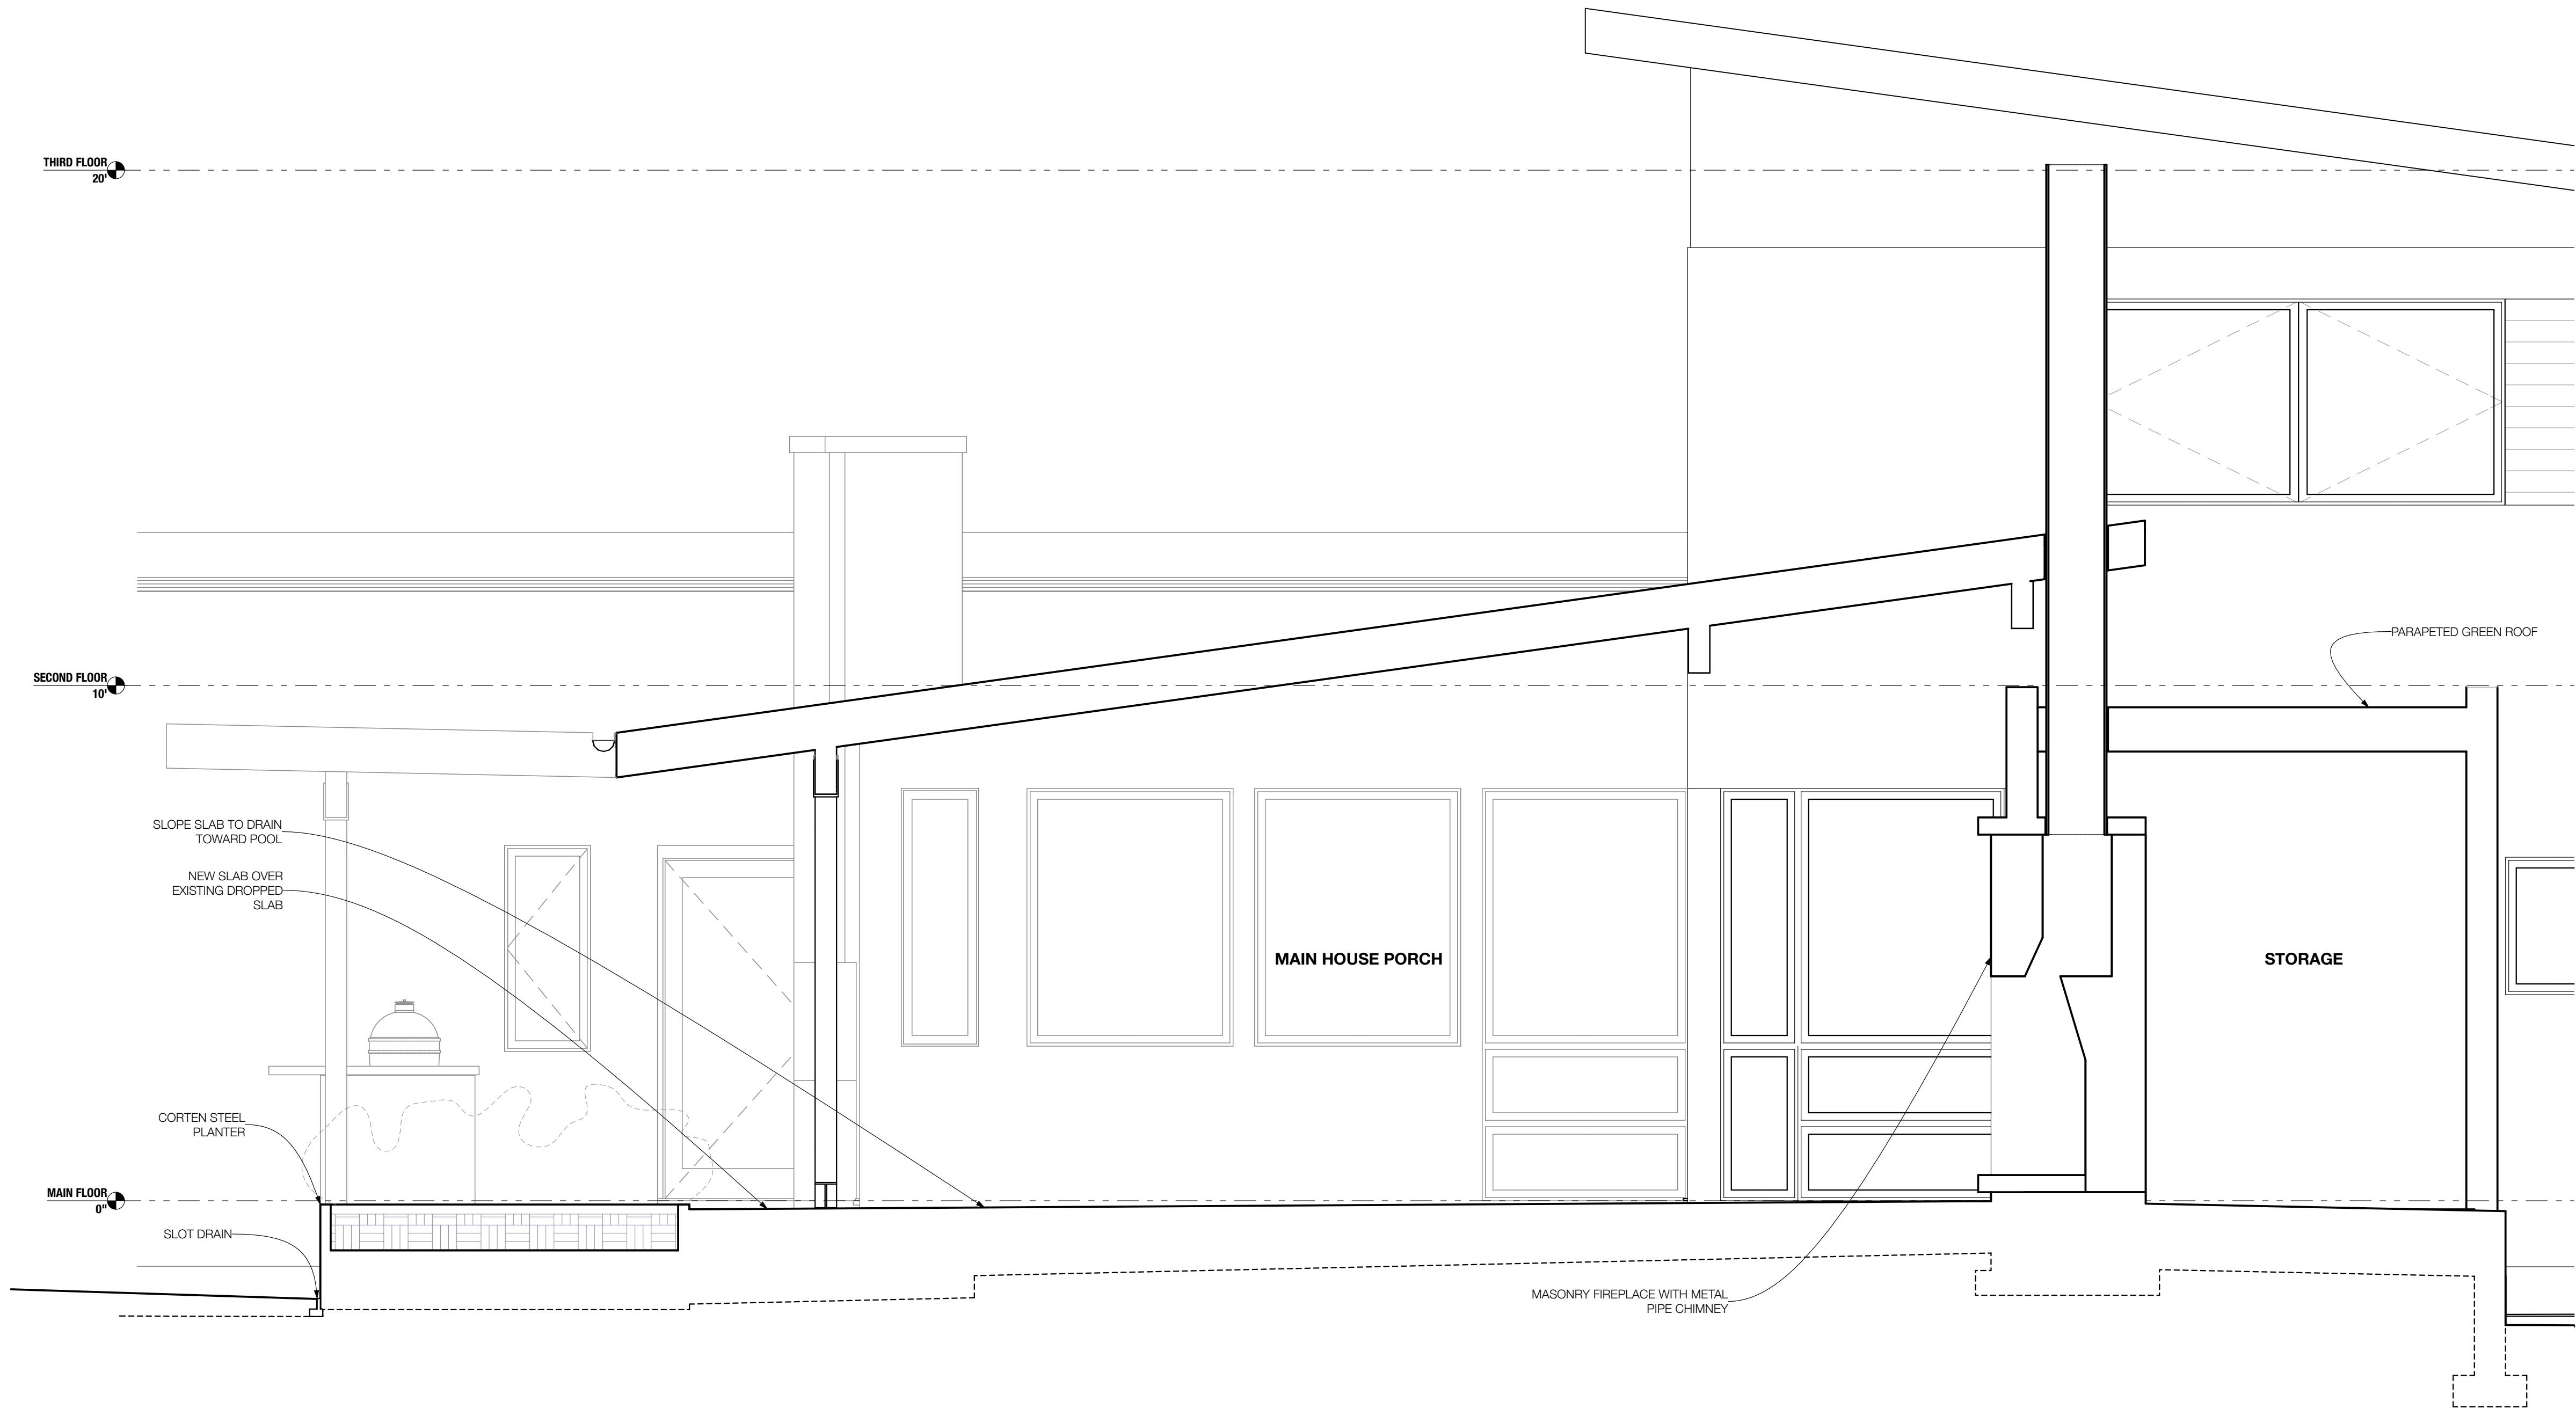 THIRD FLOOR
20'
PARAPETED GREEN ROOF
SECOND FLOOR
10'
SLOPE SLAB TO DRAIN
TOWARD POOL
NEW SLAB OVER
EXISTING DROPPED
SLAB
MAIN HOUSE PORCH
STORAGE
CORTEN STEEL
PLANTER
MAIN FLOOR
0"
SLOT DRAIN
MASONRY FIREPLACE WITH METAL
PIPE CHIMNEY